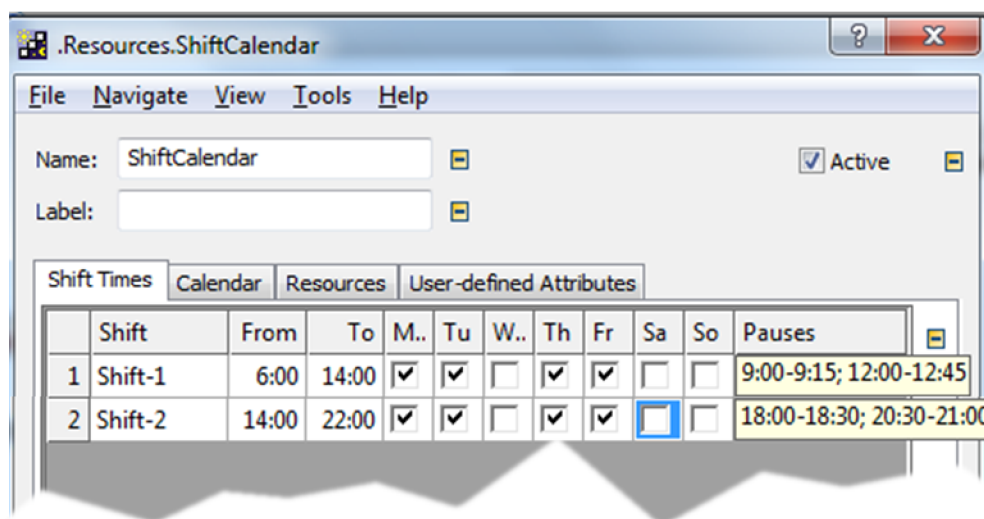 .Resources.ShiftCalendar
File Navigate View Tools Help
Name: ShiftCalendar Active
Label:
Shift Times Calendar Resources User-defined Attributes
Shift From To M.. Tu W.. Th Fr Sa So Pauses
1 Shift-1 6:00 14:00 9:00-9:15; 12:00-12:45
2 Shift-2 14:00 22:00 18:00-18:30; 20:30-21:00